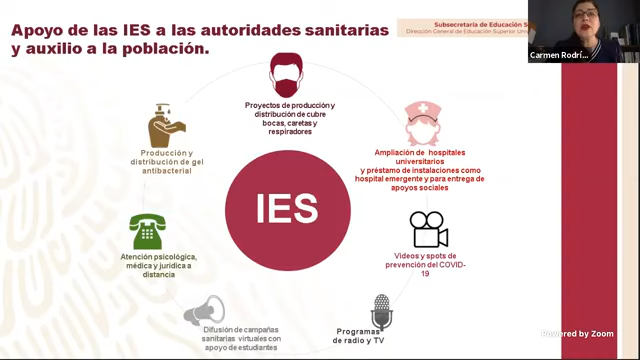 Apoyo de las IES a las autoridades sanitarias
y auxilio a la población.
Subsecretaría de Educación
Dirección General de Educación Superior
Carmen Rodrí...
Proyectos de producción y
distribución de cubre
bocas, caretas y
respiradores
Producción y
distribución de gel
antibacterial
Ampliación de hospitales
universitarios
y préstamo de instalaciones como
hospital emergente y para entrega de
apoyos sociales
IES
Atención psicológica,
médica y jurídica a
distancia
Videos y spots de
prevención del COVID-
19
Difusión de campañas
sanitarias virtuales con
apoyo de estudiantes
Programas
de radio y TV
Powered by Zoom